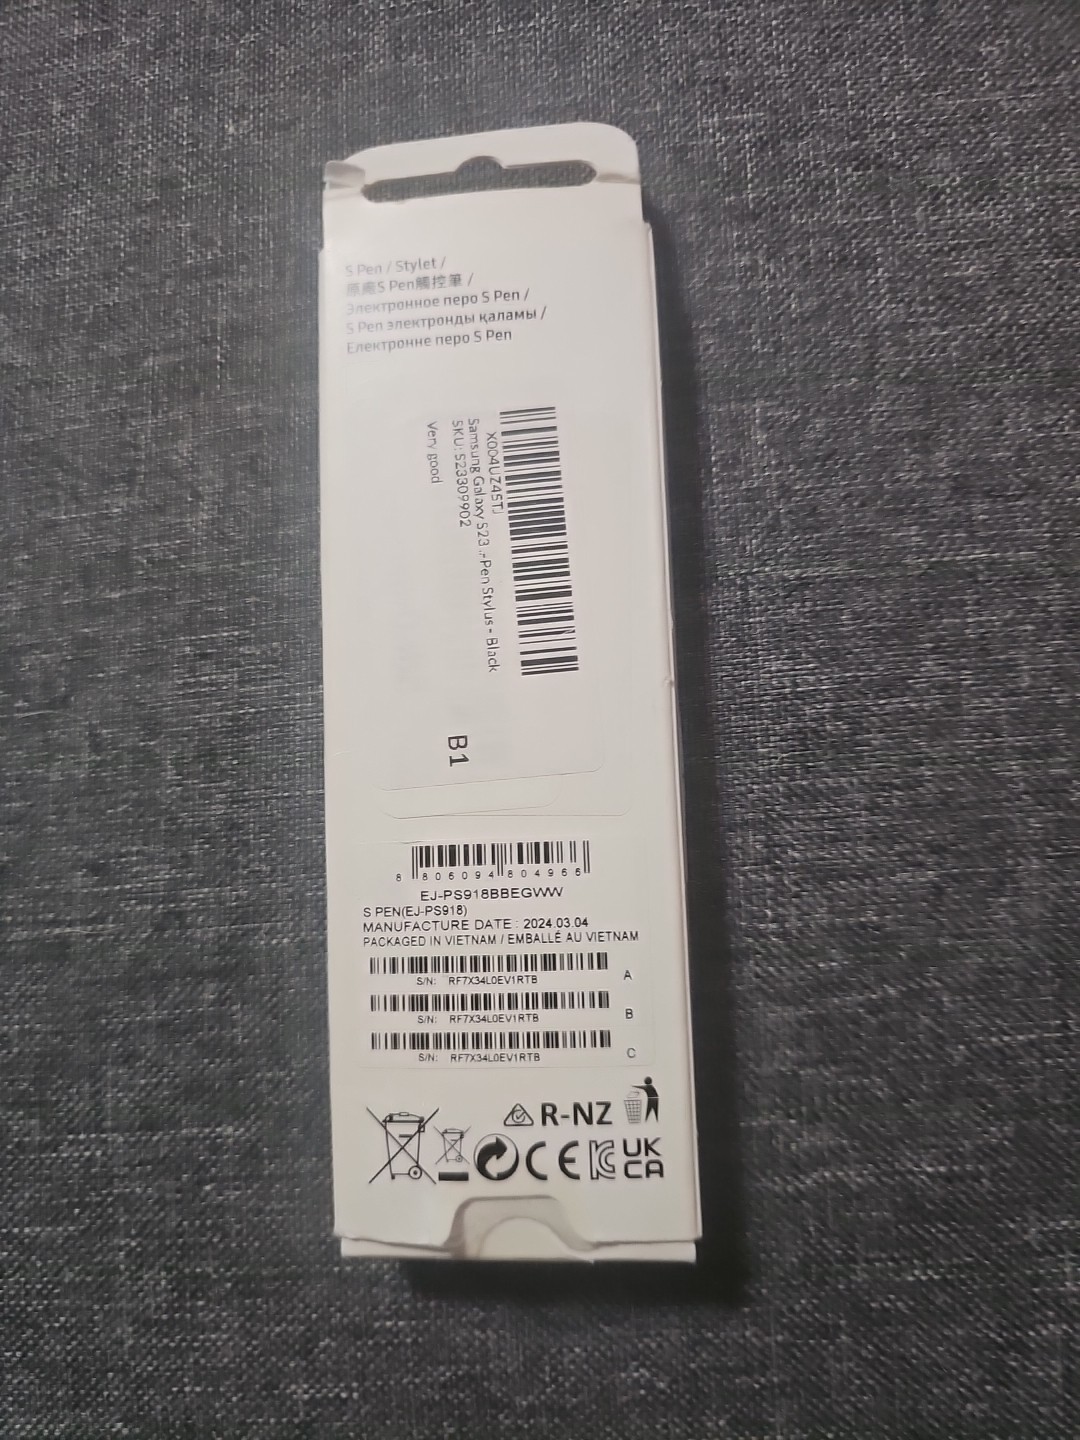 S Pen / Stylet /
原廠S Pen觸控筆 /
Электронное перо S Pen /
S Pen электронды қаламы /
Електронне перо S Pen
X004UZ45TJ
Samsung Galaxy S23 ..-Pen Stylus - Black
SKU: S23309902
Very good
B1
8 806094 804966
EJ-PS918BBEGWW
S PEN(EJ-PS918)
MANUFACTURE DATE : 2024.03.04
PACKAGED IN VIETNAM / EMBALLÉ AU VIETNAM
S/N: RF7X34L0EV1RTB A
S/N: RF7X34L0EV1RTB B
S/N: RF7X34L0EV1RTB C
R-NZ
CE KC UK CA